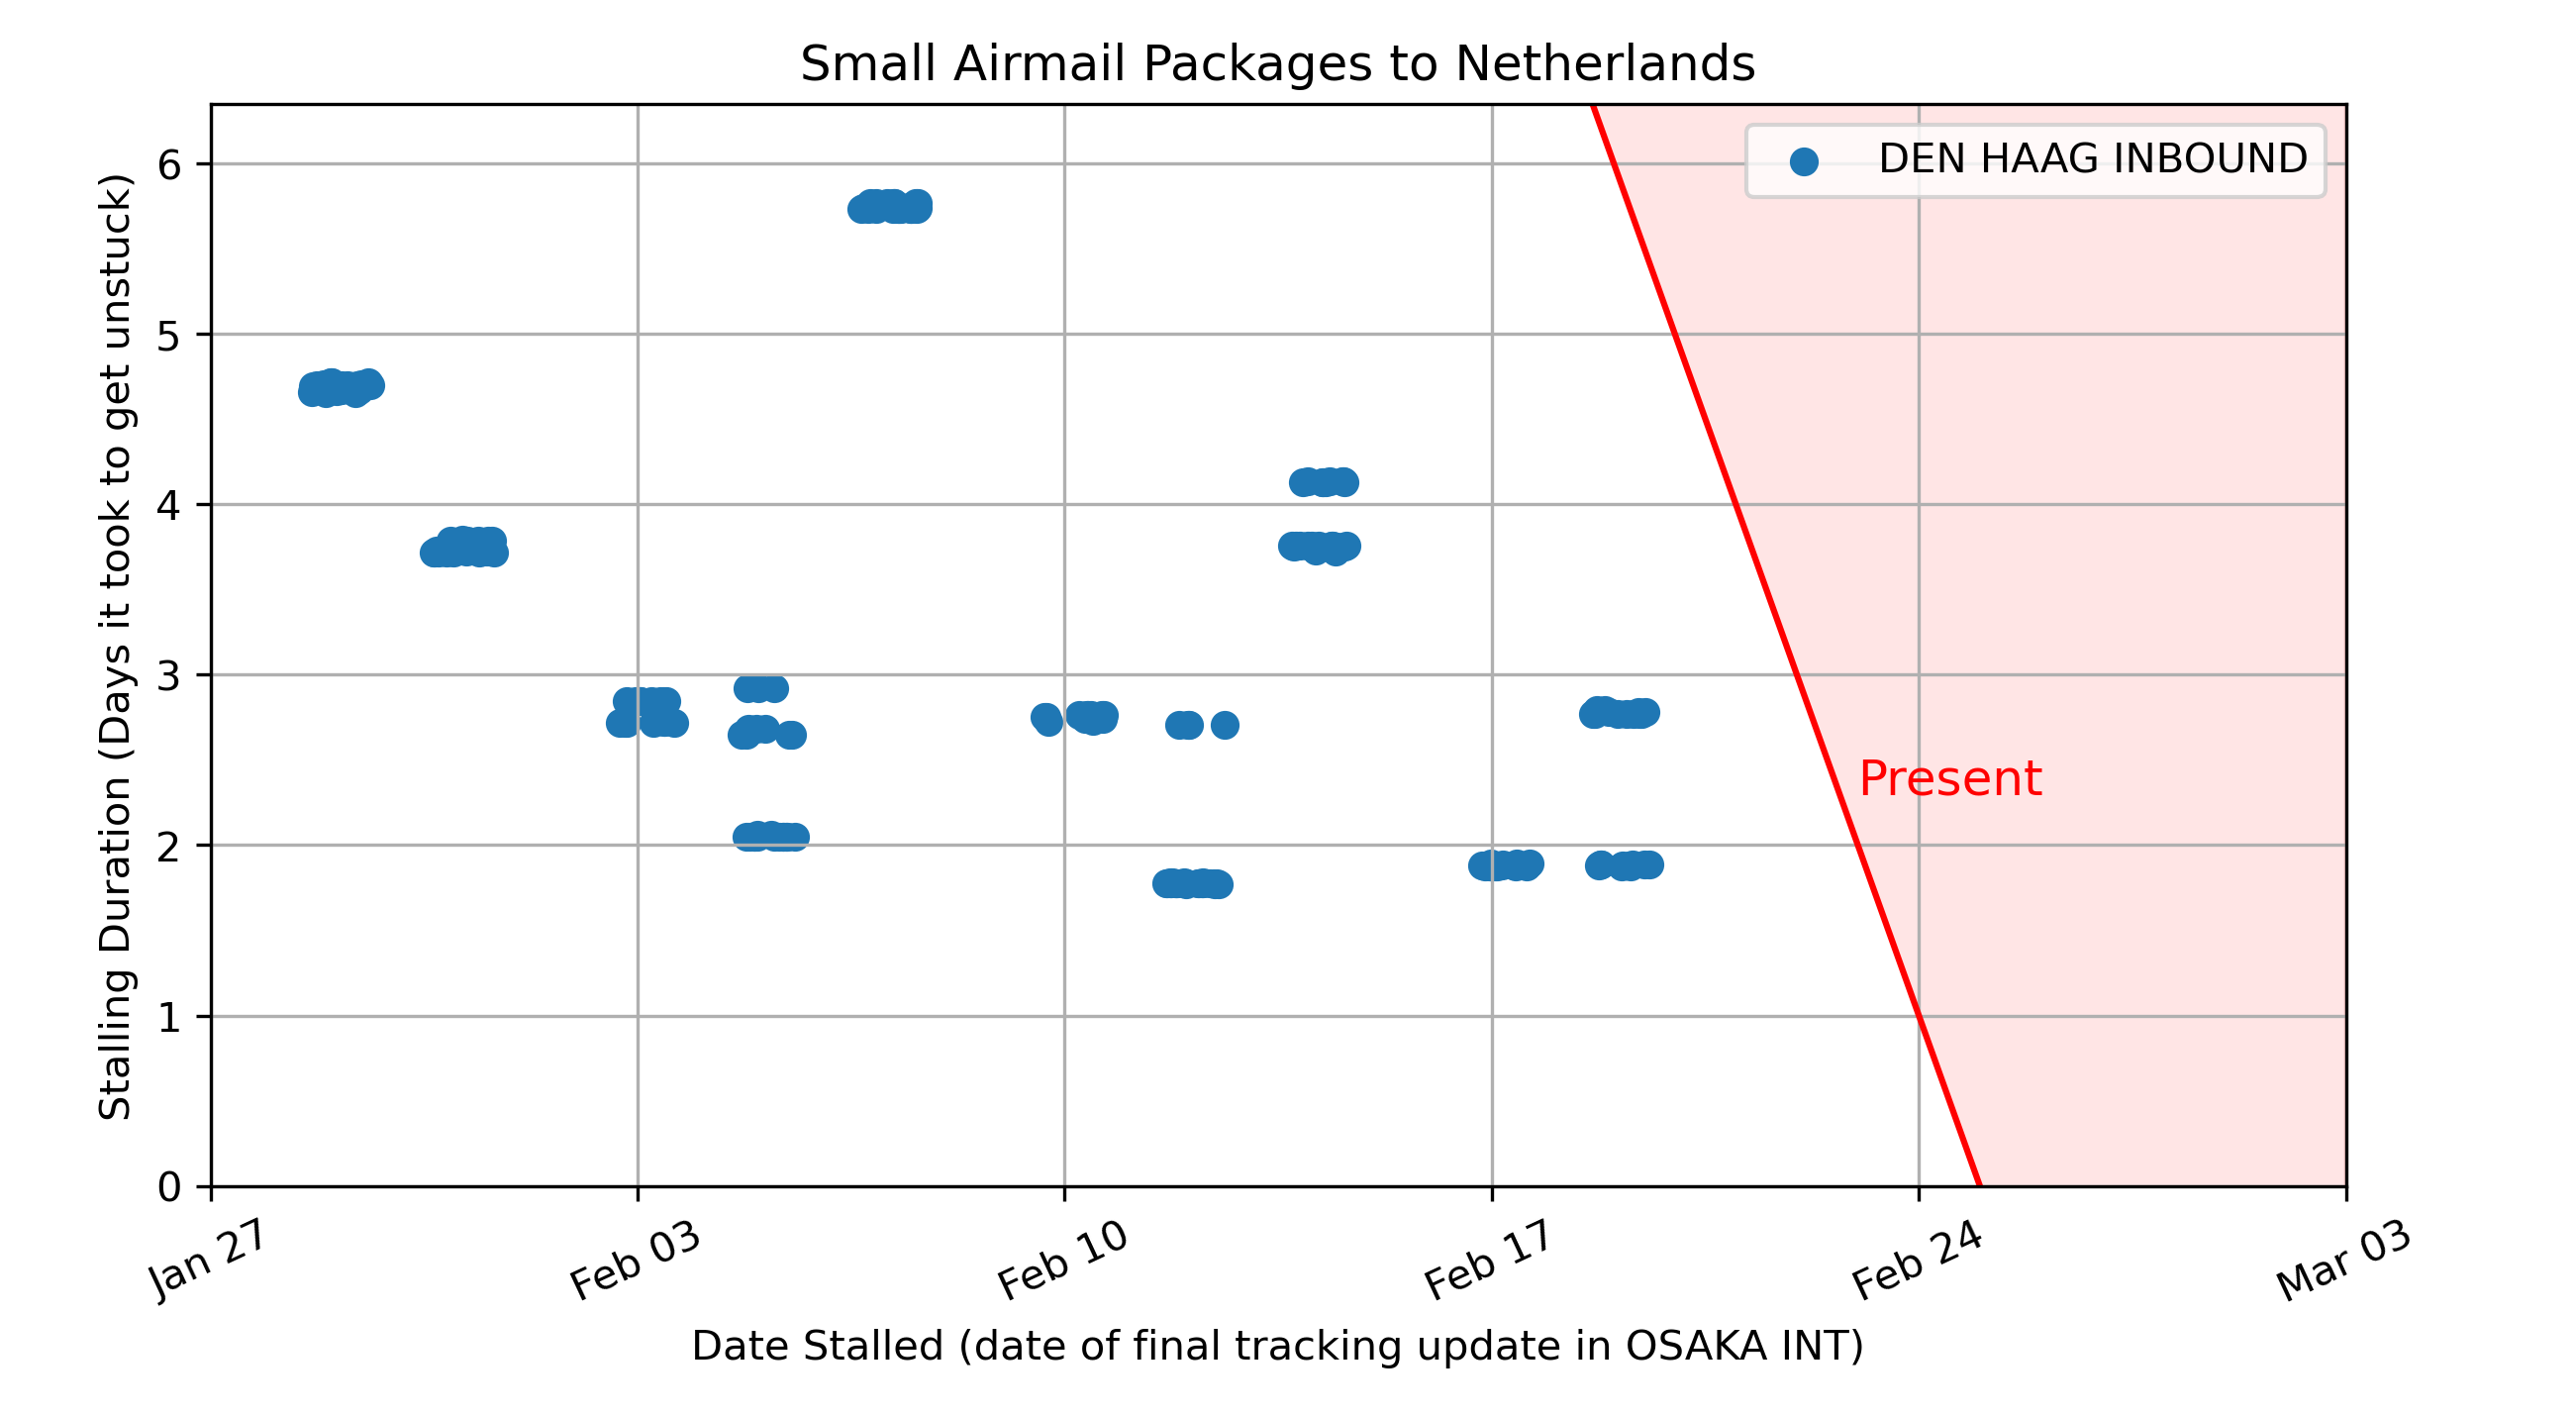 Small Airmail Packages to Netherlands
DEN HAAG INBOUND
Stalling Duration (Days it took to get unstuck)
6
5
4
3
2
1
0
Present
Jan 27
Feb 03
Feb 10
Feb 17
Feb 24
Mar 03
Date Stalled (date of final tracking update in OSAKA INT)